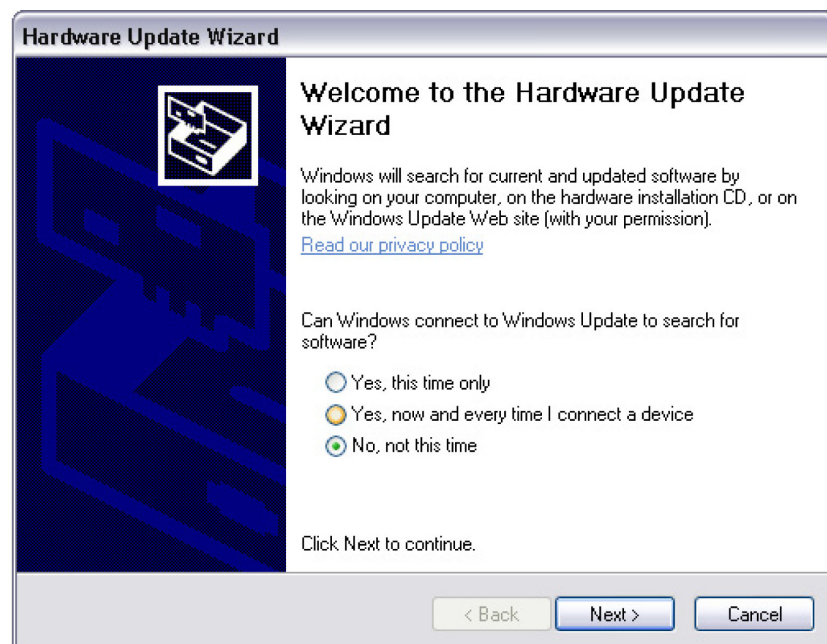 Hardware Update Wizard
Welcome to the Hardware Update
Wizard
Windows will search for current and updated software by
looking on your computer, on the hardware installation CD, or on
the Windows Update Web site (with your permission).
Read our privacy policy
Can Windows connect to Windows Update to search for
software?
Yes, this time only
Yes, now and every time I connect a device
No, not this time
Click Next to continue.
< Back
Next >
Cancel